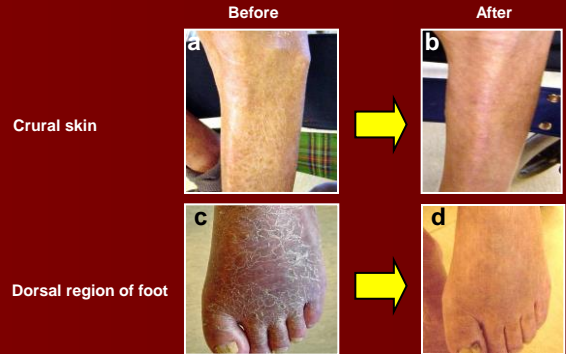 Before After
a b
Crural skin
c d
Dorsal region of foot